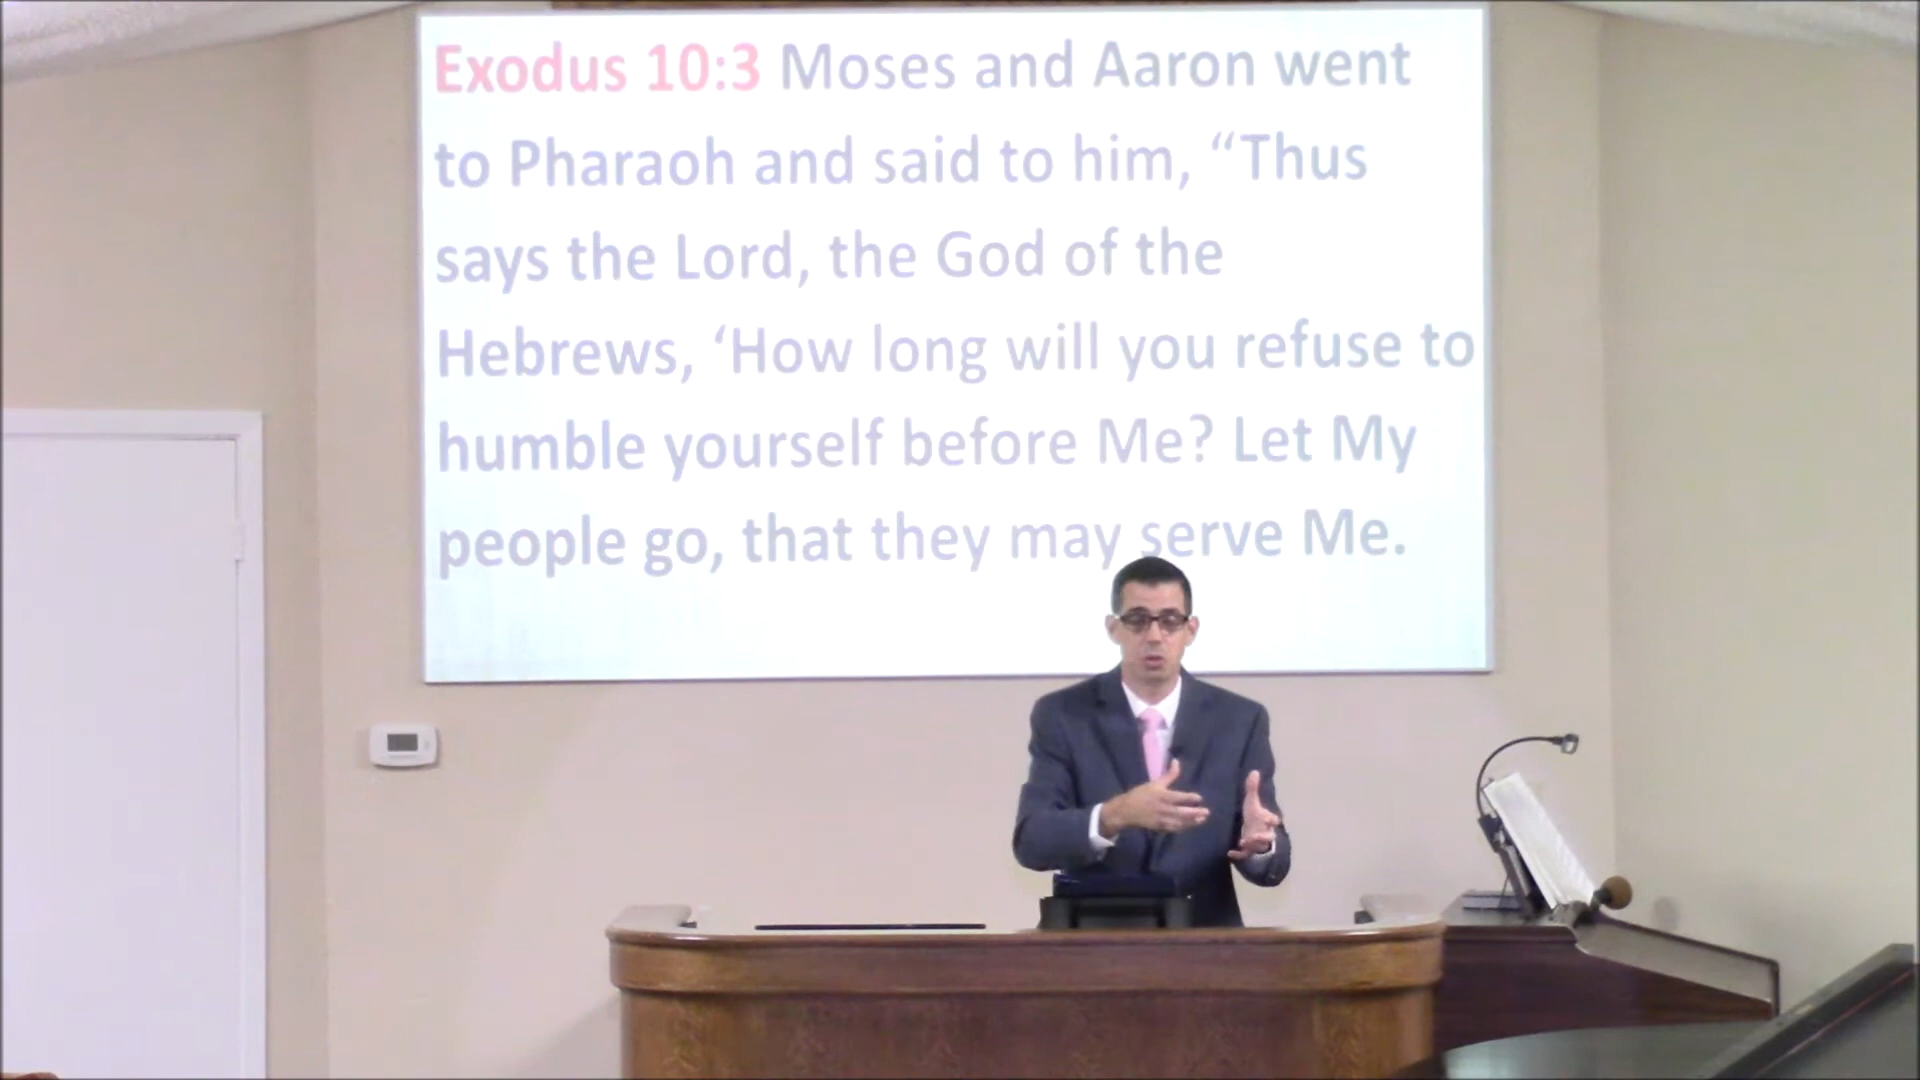 Exodus 10:3 Moses and Aaron went
to Pharaoh and said to him, “Thus
says the Lord, the God of the
Hebrews, ‘How long will you refuse to
humble yourself before Me? Let My
people go, that they may serve Me.